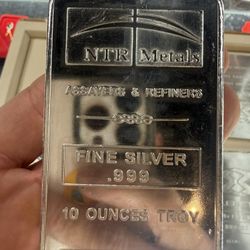 NTR Metals
ASSAYERS & REFINERS
FINE SILVER
.999
10 OUNCES TROY